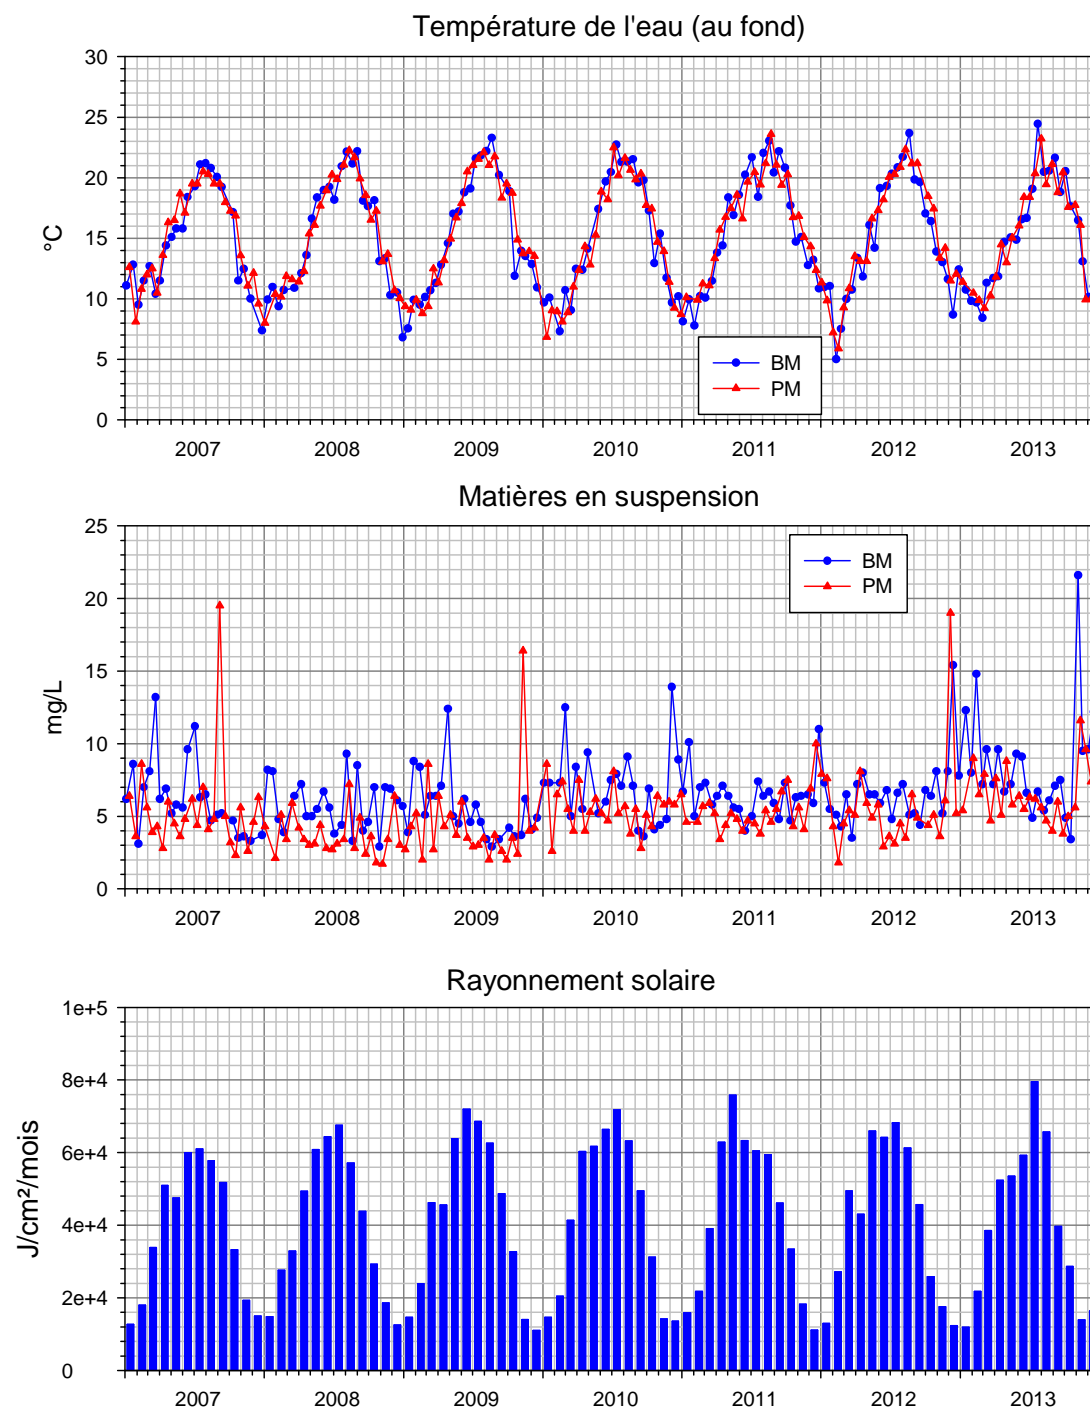 Température de l'eau (au fond)
30
25
20
15
10
5
0
°C
BM
PM
2007 2008 2009 2010 2011 2012 2013
Matières en suspension
25
20
15
10
5
0
mg/L
BM
PM
2007 2008 2009 2010 2011 2012 2013
Rayonnement solaire
1e+5
8e+4
6e+4
4e+4
2e+4
0
J/cm²/mois
2007 2008 2009 2010 2011 2012 2013